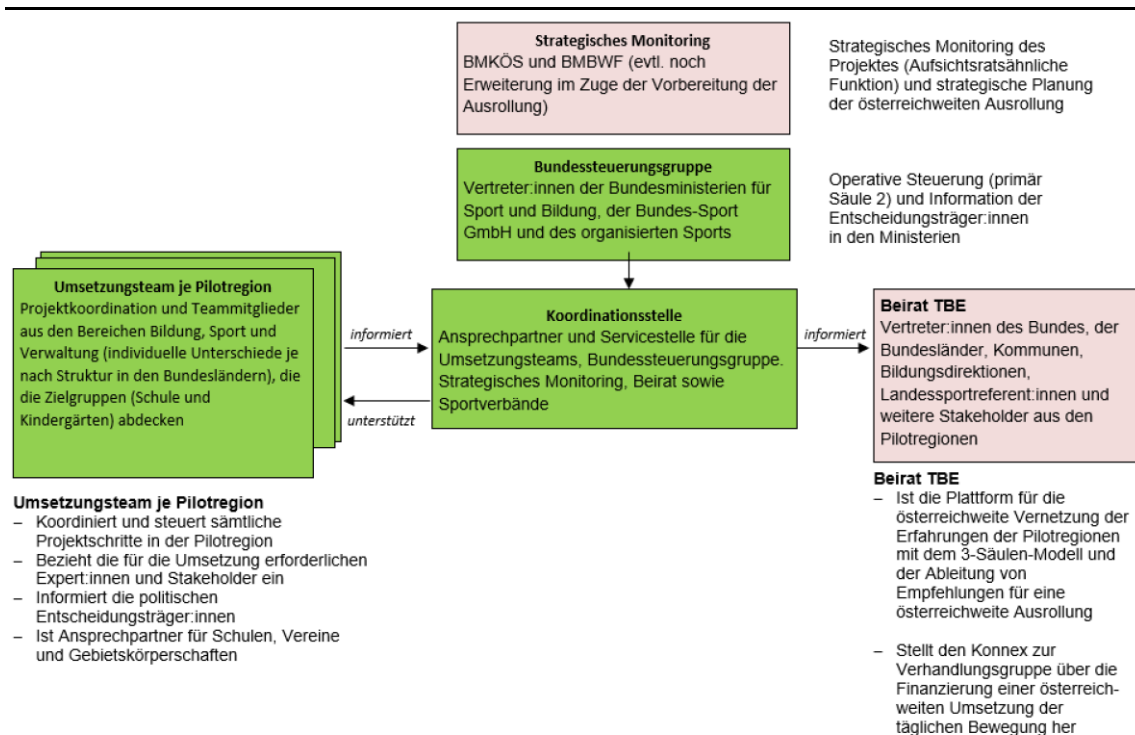 Strategisches Monitoring
BMKÖS und BMBWF (evtl. noch
Erweiterung im Zuge der Vorbereitung der
Ausrollung)
Strategisches Monitoring des
Projektes (Aufsichtsratsähnliche
Funktion) und strategische Planung
der österreichweiten Ausrollung
Bundessteuerungsgruppe
Vertreter:innen der Bundesministerien für
Sport und Bildung, der Bundes-Sport
GmbH und des organisierten Sports
Operative Steuerung (primär
Säule 2) und Information der
Entscheidungsträger:innen
in den Ministerien
Umsetzungsteam je Pilotregion
Projektkoordination und Teammitglieder
aus den Bereichen Bildung, Sport und
Verwaltung (individuelle Unterschiede je
nach Struktur in den Bundesländern), die
die Zielgruppen (Schule und
Kindergärten) abdecken
informiert
unterstützt
Koordinationsstelle
Ansprechpartner und Servicestelle für die
Umsetzungsteams, Bundessteuerungsgruppe.
Strategisches Monitoring, Beirat sowie
Sportverbände
informiert
Beirat TBE
Vertreter:innen des Bundes, der
Bundesländer, Kommunen,
Bildungsdirektionen,
Landessportreferent:innen und
weitere Stakeholder aus den
Pilotregionen
Umsetzungsteam je Pilotregion
– Koordiniert und steuert sämtliche
Projektschritte in der Pilotregion
– Bezieht die für die Umsetzung erforderlichen
Expert:innen und Stakeholder ein
– Informiert die politischen
Entscheidungsträger:innen
– Ist Ansprechpartner für Schulen, Vereine
und Gebietskörperschaften
Beirat TBE
– Ist die Plattform für die
österreichweite Vernetzung der
Erfahrungen der Pilotregionen
mit dem 3-Säulen-Modell und
der Ableitung von
Empfehlungen für eine
österreichweite Ausrollung
– Stellt den Konnex zur
Verhandlungsgruppe über die
Finanzierung einer österreich-
weiten Umsetzung der
täglichen Bewegung her